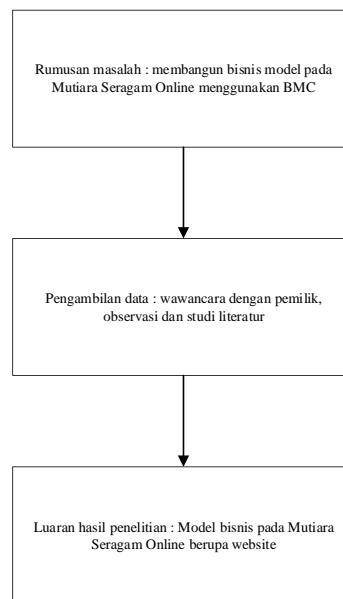 Rumusan masalah : membangun bisnis model pada
Mutiara Seragam Online menggunakan BMC
Pengambilan data : wawancara dengan pemilik,
observasi dan studi literatur
Luaran hasil penelitian : Model bisnis pada Mutiara
Seragam Online berupa website